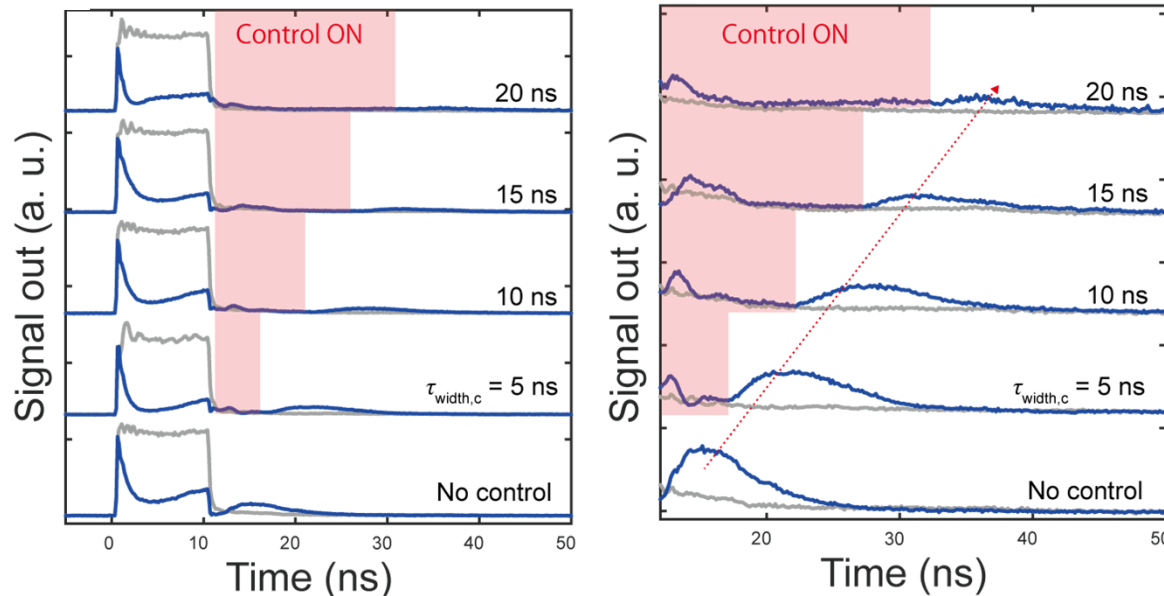 Control ON
20 ns
15 ns
10 ns
τwidth,c = 5 ns
No control
Signal out (a. u.)
0 10 20 30 40 50
Time (ns)
Control ON
20 ns
15 ns
10 ns
τwidth,c = 5 ns
No control
Signal out (a. u.)
20 30 40 50
Time (ns)